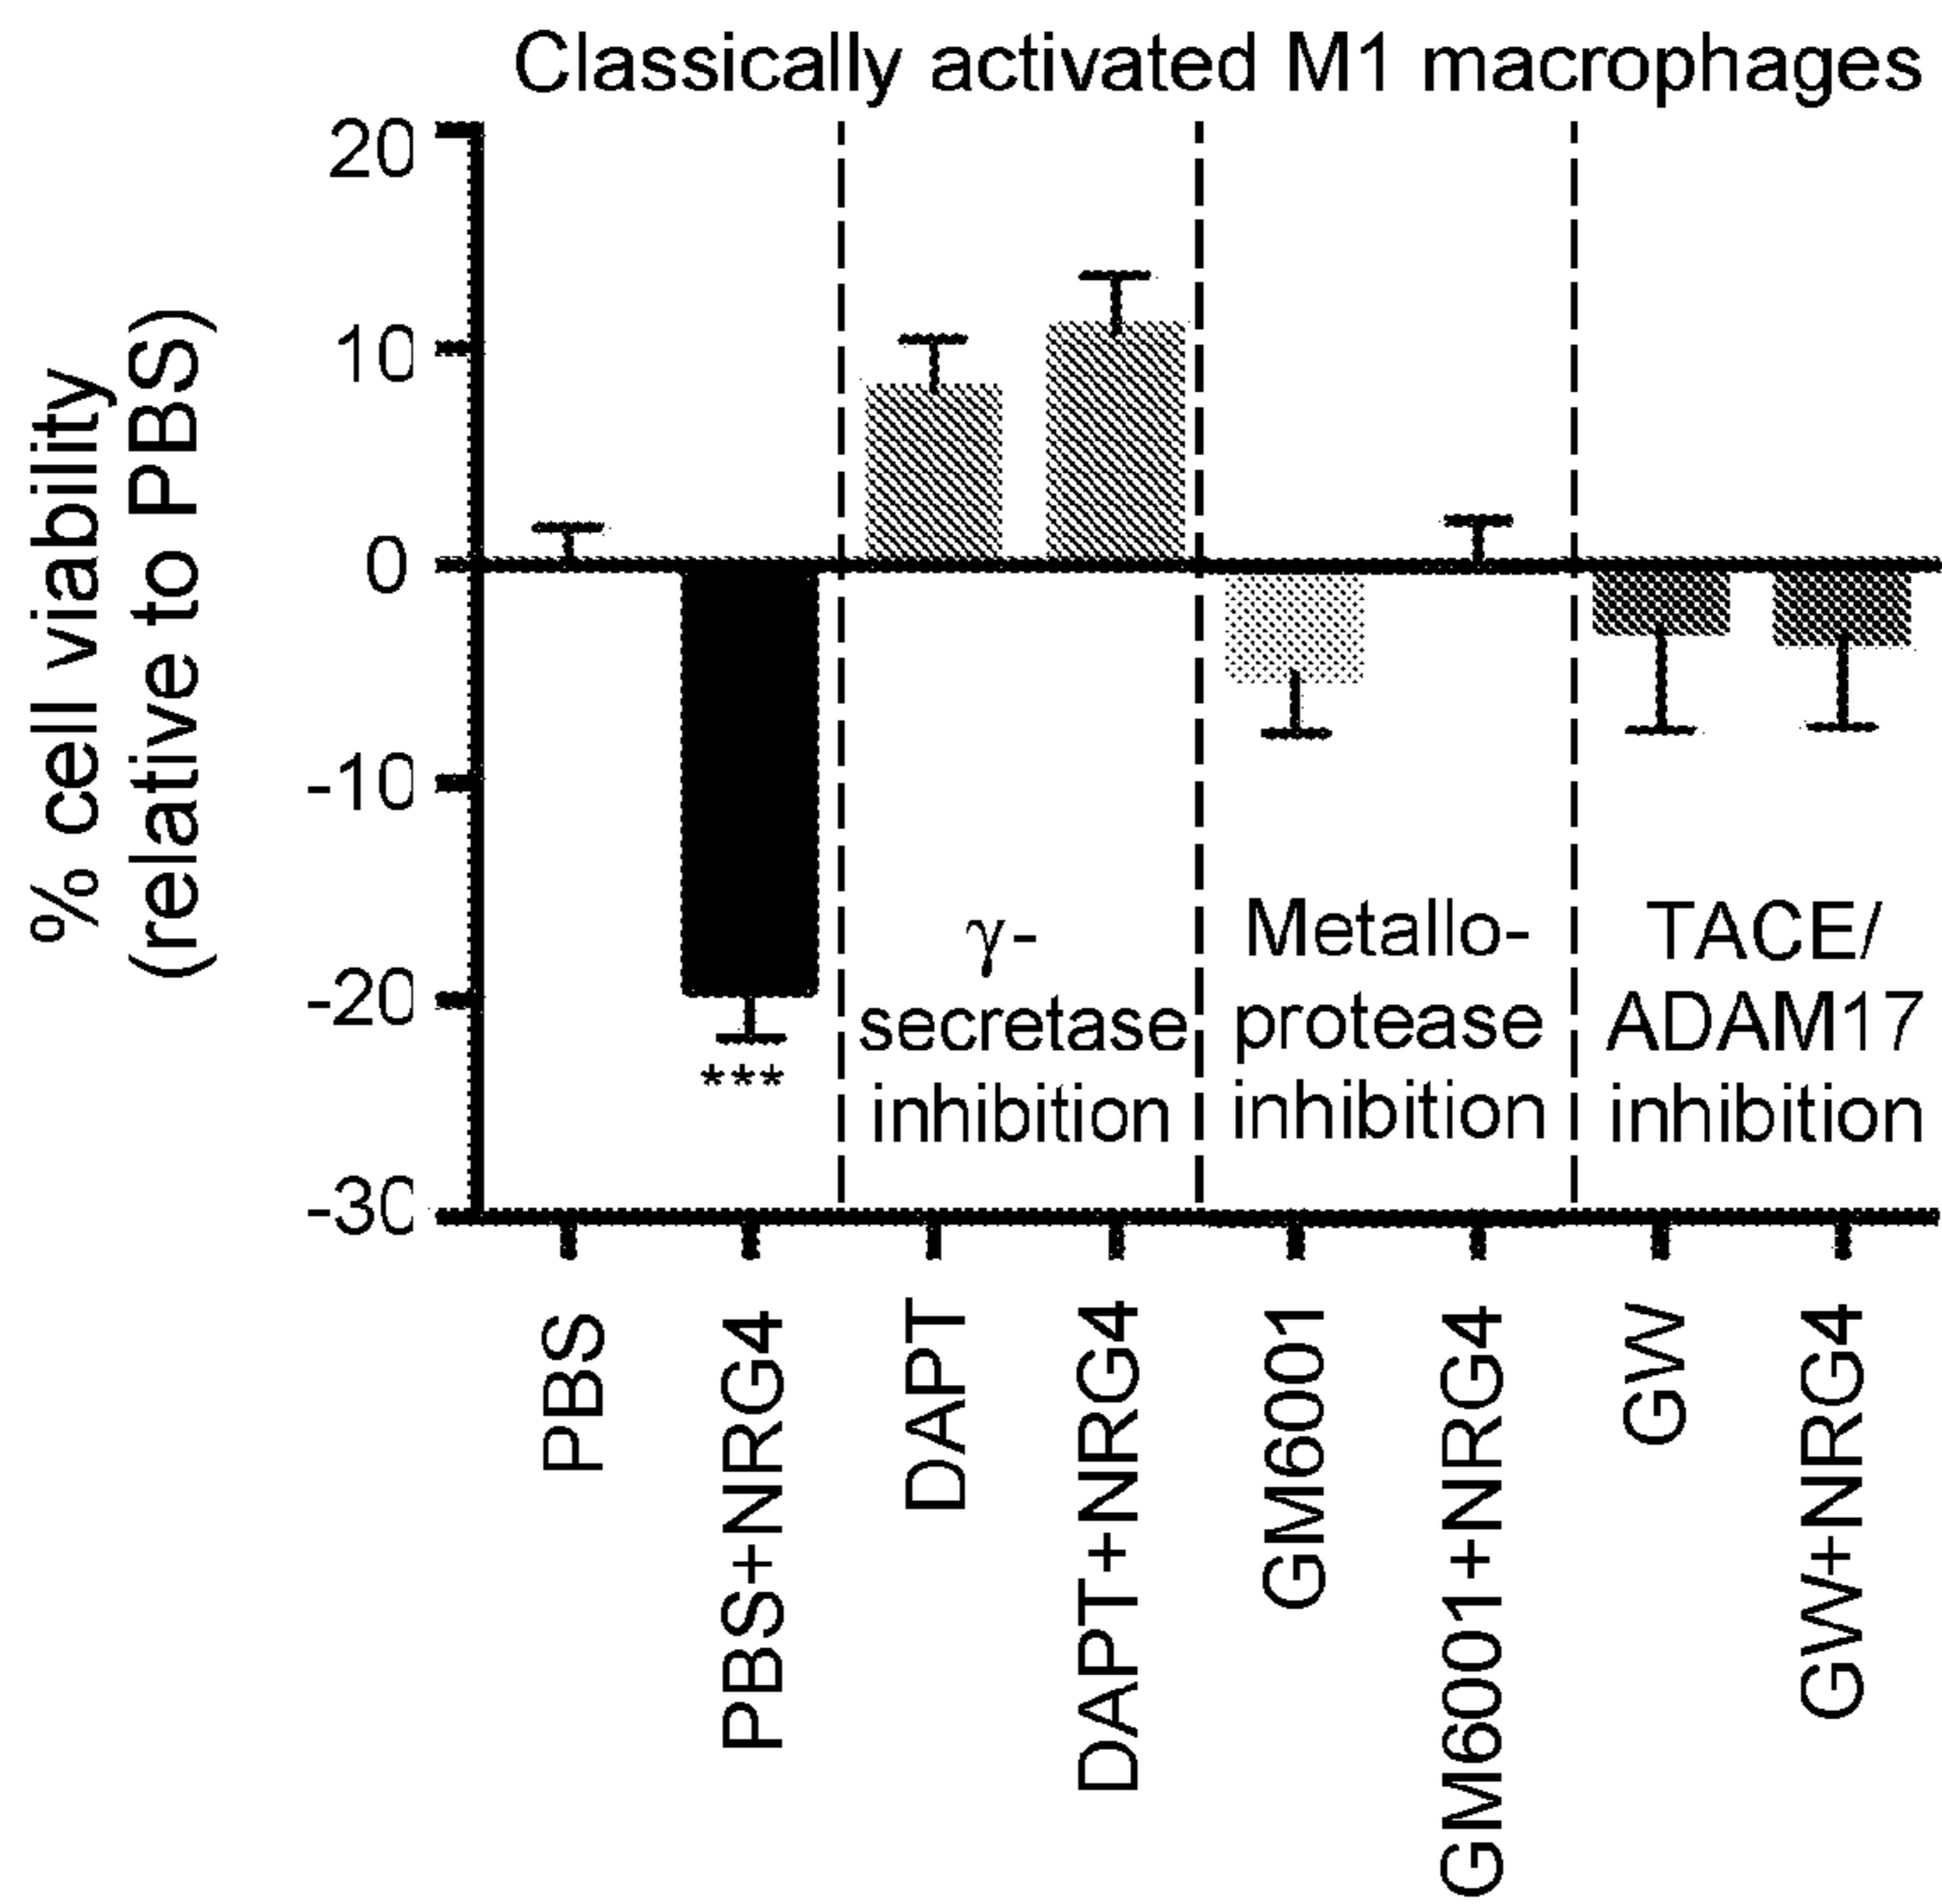 Classically activated M1 macrophages
% cell viability
(relative to PBS)
20
10
0
-10
-20
-30
***
γ-
secretase
inhibition
Metallo-
protease
inhibition
TACE/
ADAM17
inhibition
PBS
PBS+NRG4
DAPT
DAPT+NRG4
GM6001
GM6001+NRG4
GW
GW+NRG4